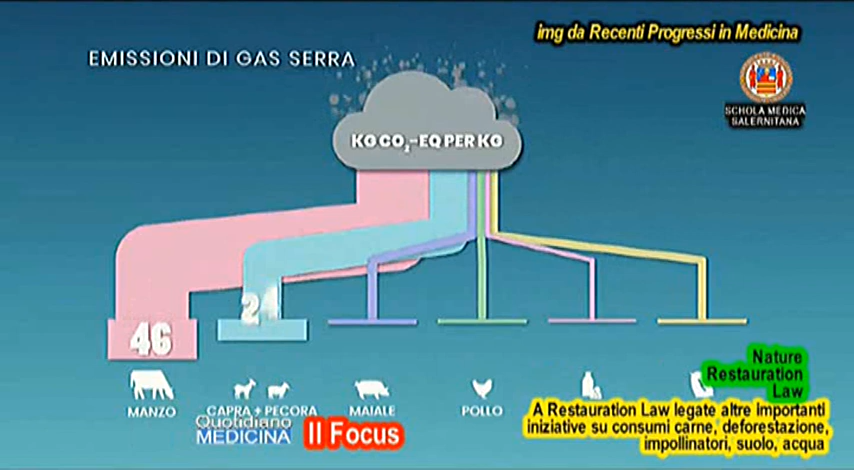 img da Recenti Progressi in Medicina
EMISSIONI DI GAS SERRA
SCHOLA MEDICA
SALERNITANA
KG CO2-EQ PER KG
46
24
Nature
Restauration
Law
MANZO
CAPRA + PECORA
MAIALE
POLLO
Quotidiano
MEDICINA
Il Focus
A Restauration Law legate altre importanti
iniziative su consumi carne, deforestazione,
impollinatori, suolo, acqua